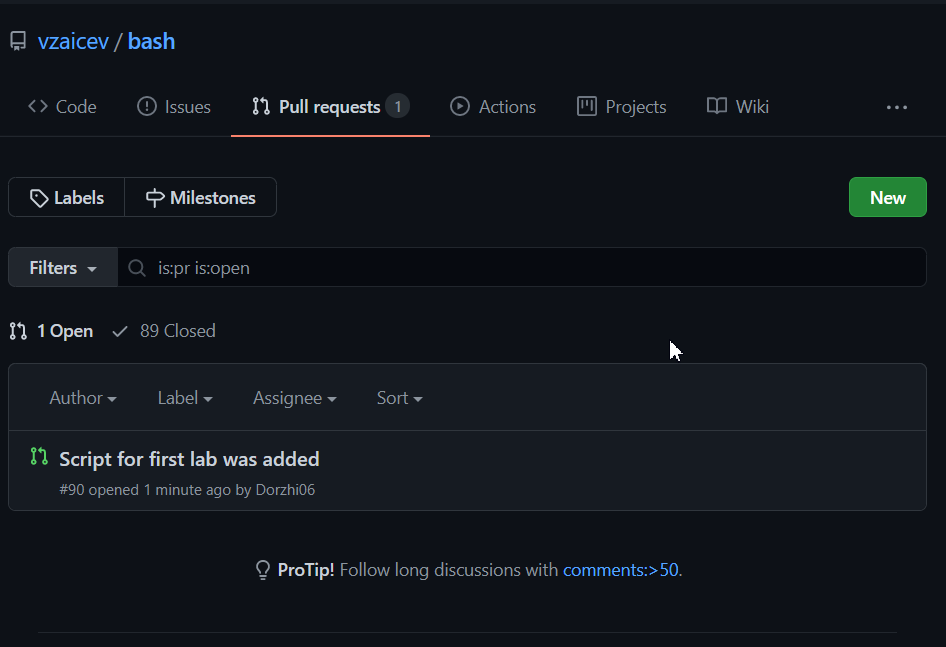 vzaicev / bash
Code Issues Pull requests 1 Actions Projects Wiki
Labels Milestones New
Filters is:pr is:open
1 Open 89 Closed
Author Label Assignee Sort
Script for first lab was added
#90 opened 1 minute ago by Dorzhi06
ProTip! Follow long discussions with comments:>50.